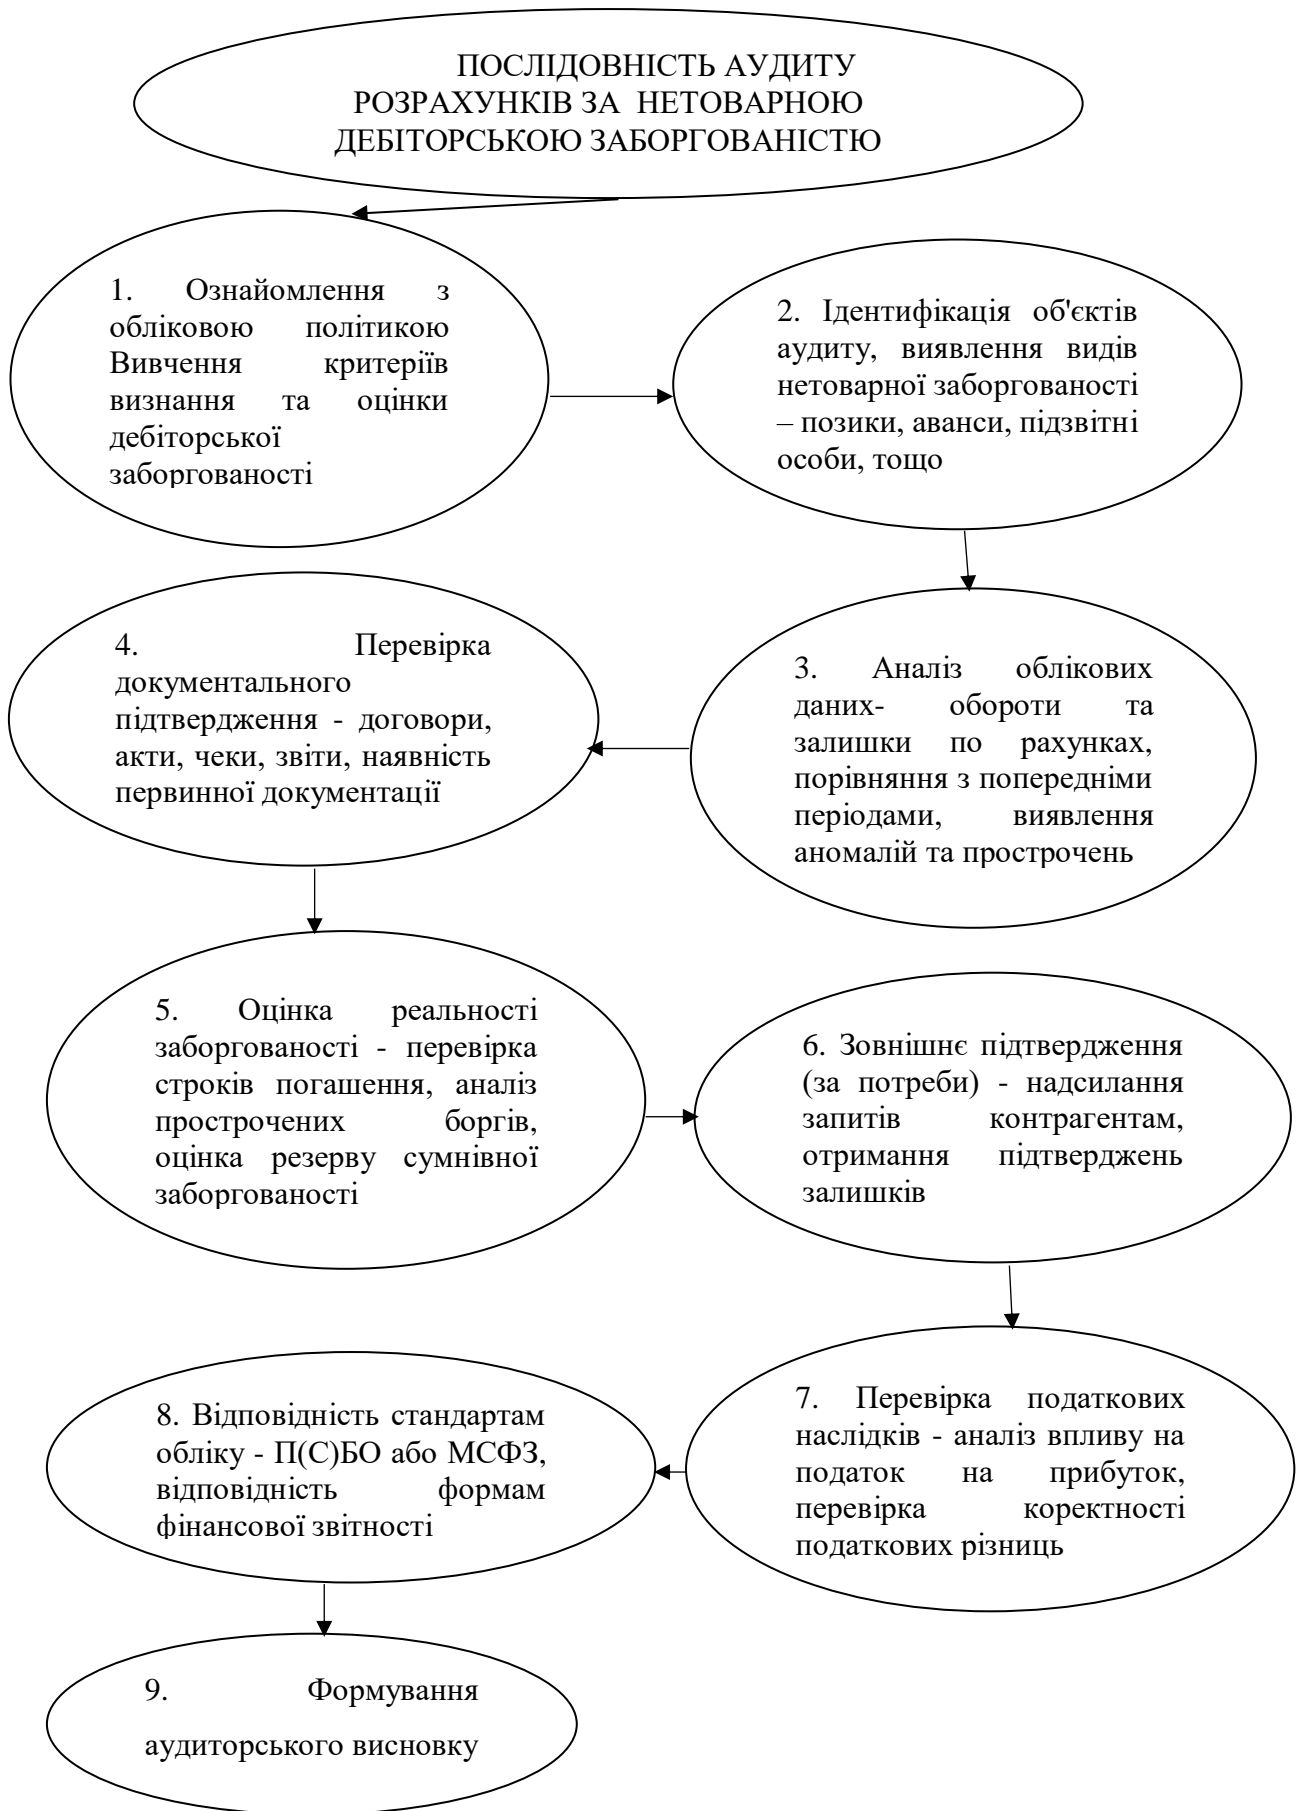 ПОСЛІДОВНІСТЬ АУДИТУ
РОЗРАХУНКІВ ЗА НЕТОВАРНОЮ
ДЕБІТОРСЬКОЮ ЗАБОРГОВАНІСТЮ
1. Ознайомлення з
обліковою політикою
Вивчення критеріїв
визнання та оцінки
дебіторської
заборгованості
2. Ідентифікація об'єктів
аудиту, виявлення видів
нетоварної заборгованості
– позики, аванси, підзвітні
особи, тощо
3. Аналіз облікових
даних- обороти та
залишки по рахунках,
порівняння з попередніми
періодами, виявлення
аномалій та прострочень
4. Перевірка
документального
підтвердження - договори,
акти, чеки, звіти, наявність
первинної документації
5. Оцінка реальності
заборгованості - перевірка
строків погашення, аналіз
прострочених боргів,
оцінка резерву сумнівної
заборгованості
6. Зовнішнє підтвердження
(за потреби) - надсилання
запитів контрагентам,
отримання підтверджень
залишків
7. Перевірка податкових
наслідків - аналіз впливу на
податок на прибуток,
перевірка коректності
податкових різниць
8. Відповідність стандартам
обліку - П(С)БО або МСФЗ,
відповідність формам
фінансової звітності
9. Формування
аудиторського висновку